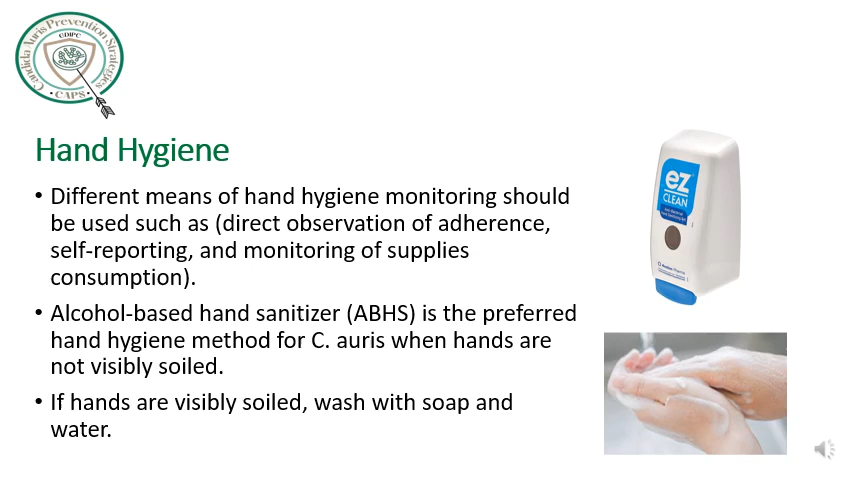 Candida Auris Prevention Strategies
GDIPC
• CAPS •
Hand Hygiene
• Different means of hand hygiene monitoring should
be used such as (direct observation of adherence,
self-reporting, and monitoring of supplies
consumption).
• Alcohol-based hand sanitizer (ABHS) is the preferred
hand hygiene method for C. auris when hands are
not visibly soiled.
• If hands are visibly soiled, wash with soap and
water.
ez
CLEAN